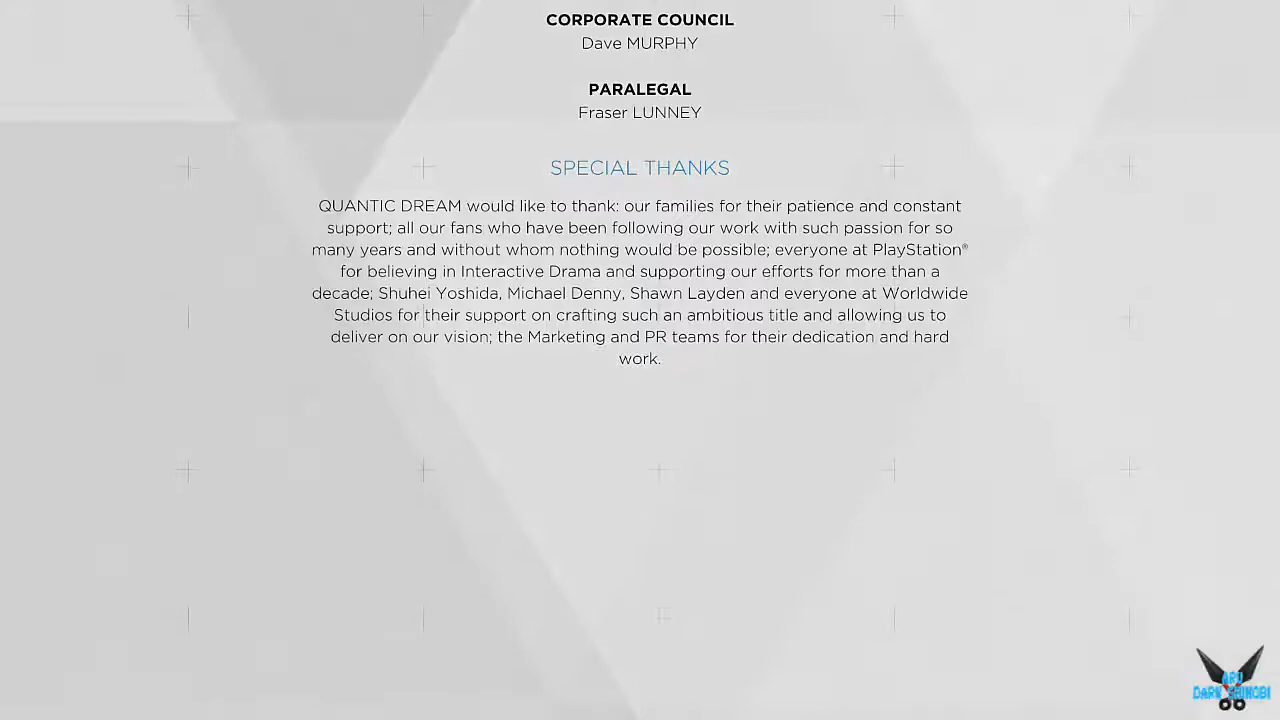 CORPORATE COUNCIL
Dave MURPHY
PARALEGAL
Fraser LUNNEY
SPECIAL THANKS
QUANTIC DREAM would like to thank: our families for their patience and constant
support; all our fans who have been following our work with such passion for so
many years and without whom nothing would be possible; everyone at PlayStation®
for believing in Interactive Drama and supporting our efforts for more than a
decade; Shuhei Yoshida, Michael Denny, Shawn Layden and everyone at Worldwide
Studios for their support on crafting such an ambitious title and allowing us to
deliver on our vision; the Marketing and PR teams for their dedication and hard
work.
DARK SHINOBI